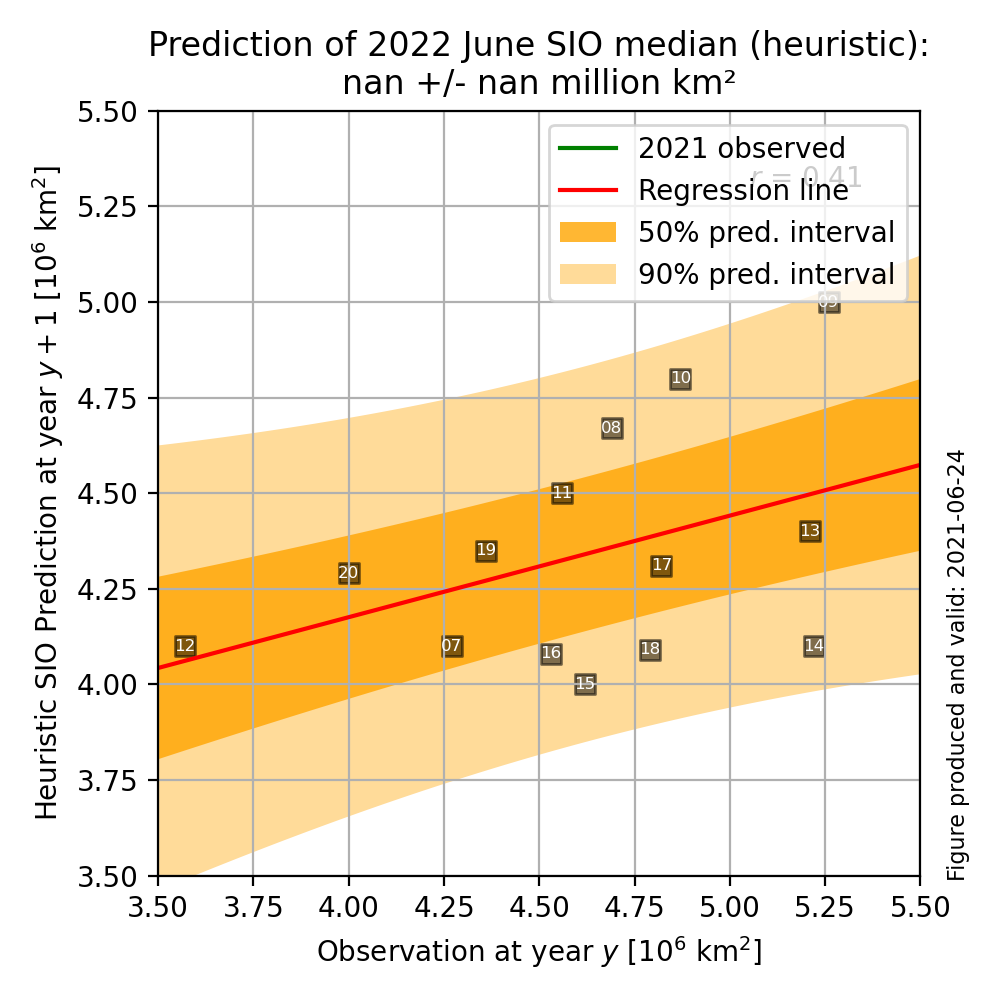 Prediction of 2022 June SIO median (heuristic):
nan +/- nan million km²
2021 observed
r = 0.41
Regression line
50% pred. interval
90% pred. interval
5.50
5.25
5.00
4.75
4.50
4.25
4.00
3.75
3.50
Heuristic SIO Prediction at year y + 1 [10⁶ km²]
09
10
08
11
13
19
17
20
12
07
16
18
14
15
3.50 3.75 4.00 4.25 4.50 4.75 5.00 5.25 5.50
Observation at year y [10⁶ km²]
Figure produced and valid: 2021-06-24